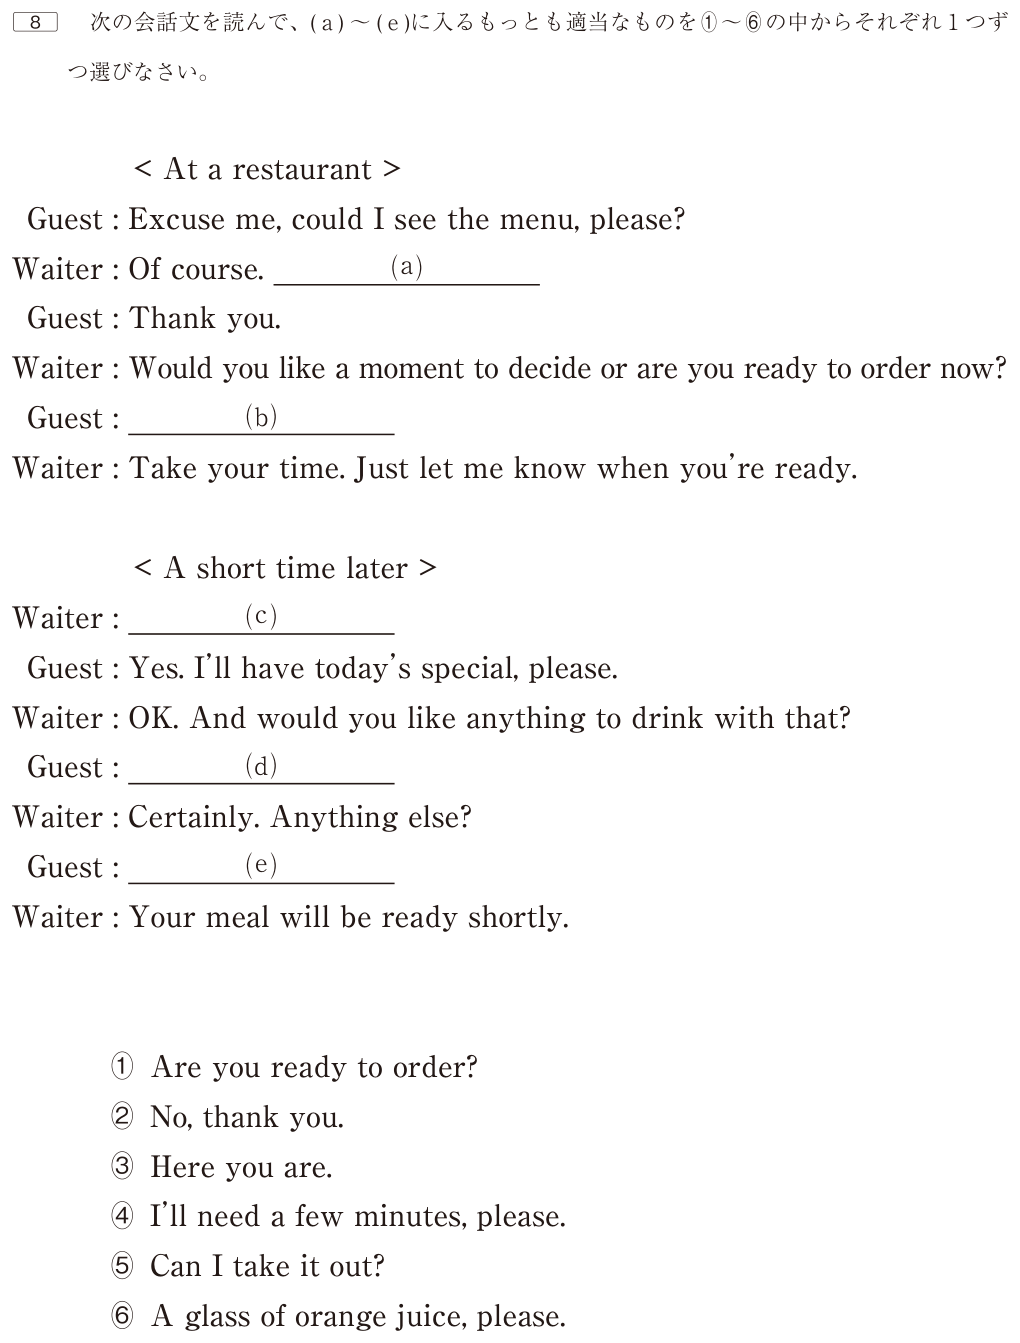 8 次の会話文を読んで、(a)～(e)に入るもっとも適当なものを①～⑥の中からそれぞれ1つず
つ選びなさい。
< At a restaurant >
Guest : Excuse me, could I see the menu, please?
Waiter : Of course. (a)
Guest : Thank you.
Waiter : Would you like a moment to decide or are you ready to order now?
Guest : (b)
Waiter : Take your time. Just let me know when you're ready.
< A short time later >
Waiter : (c)
Guest : Yes. I'll have today's special, please.
Waiter : OK. And would you like anything to drink with that?
Guest : (d)
Waiter : Certainly. Anything else?
Guest : (e)
Waiter : Your meal will be ready shortly.
① Are you ready to order?
② No, thank you.
③ Here you are.
④ I'll need a few minutes, please.
⑤ Can I take it out?
⑥ A glass of orange juice, please.